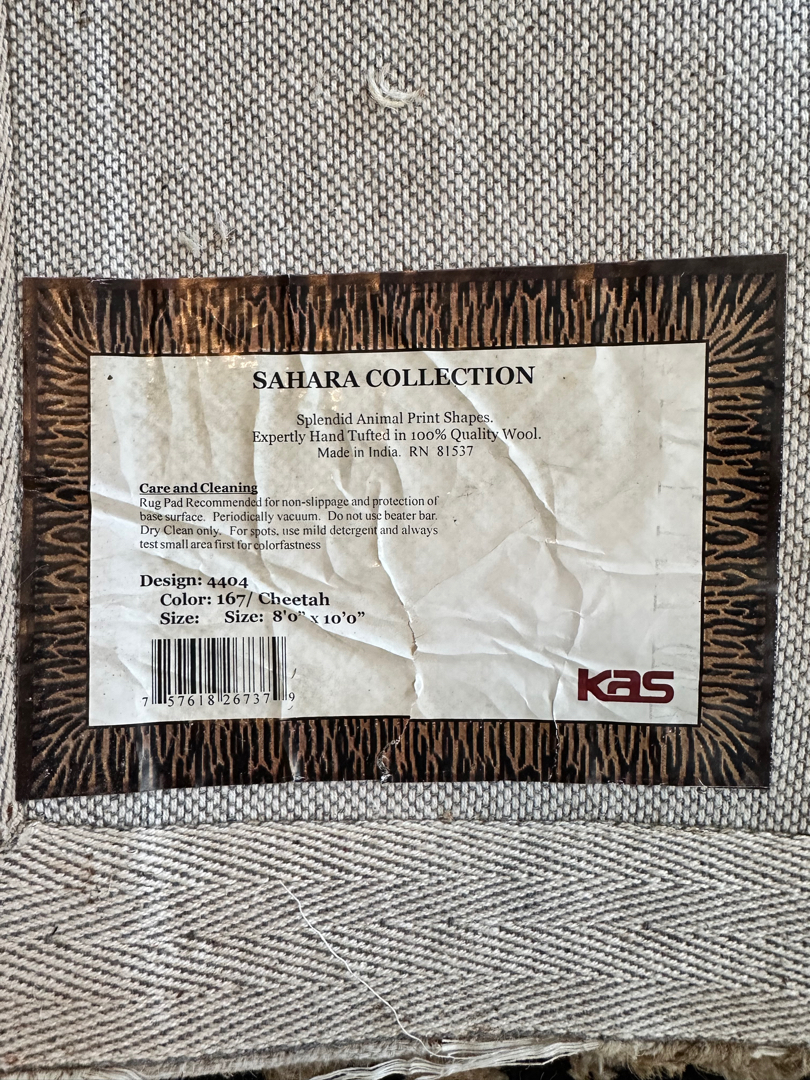 SAHARA COLLECTION
Splendid Animal Print Shapes.
Expertly Hand Tufted in 100% Quality Wool.
Made in India. RN 81537
Care and Cleaning
Rug Pad Recommended for non-slippage and protection of
base surface. Periodically vacuum. Do not use beater bar.
Dry Clean only. For spots, use mild detergent and always
test small area first for colorfastness
Design: 4404
Color: 167/ Cheetah
Size: Size: 8'0" x 10'0"
7 57618 26737 9
kas